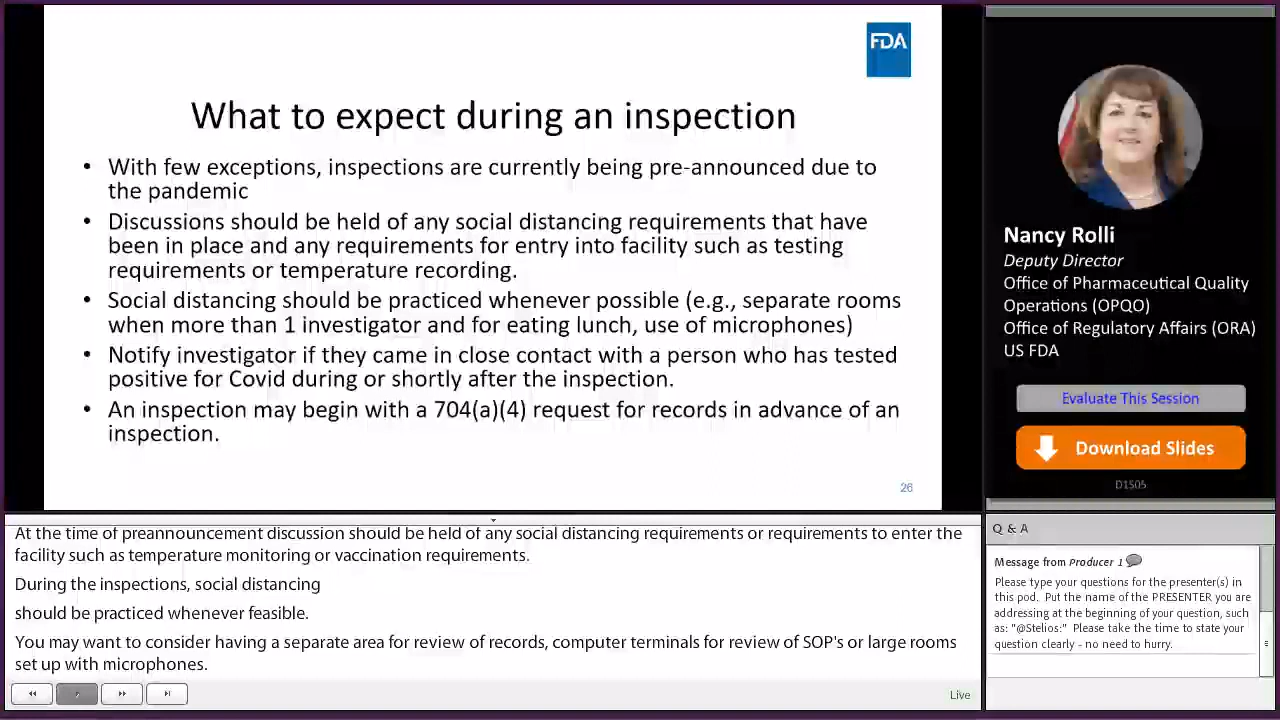 FDA
What to expect during an inspection
• With few exceptions, inspections are currently being pre-announced due to
the pandemic
• Discussions should be held of any social distancing requirements that have
been in place and any requirements for entry into facility such as testing
requirements or temperature recording.
• Social distancing should be practiced whenever possible (e.g., separate rooms
when more than 1 investigator and for eating lunch, use of microphones)
• Notify investigator if they came in close contact with a person who has tested
positive for Covid during or shortly after the inspection.
• An inspection may begin with a 704(a)(4) request for records in advance of an
inspection.
26
Nancy Rolli
Deputy Director
Office of Pharmaceutical Quality
Operations (OPQO)
Office of Regulatory Affairs (ORA)
US FDA
Evaluate This Session
Download Slides
D1505
At the time of preannouncement discussion should be held of any social distancing requirements or requirements to enter the
facility such as temperature monitoring or vaccination requirements.
During the inspections, social distancing
should be practiced whenever feasible.
You may want to consider having a separate area for review of records, computer terminals for review of SOP's or large rooms
set up with microphones.
Live
Q & A
Message from Producer 1
Please type your questions for the presenter(s) in
this pod. Put the name of the PRESENTER you are
addressing at the beginning of your question, such
as: "@Stelios:" Please take the time to state your
question clearly - no need to hurry.